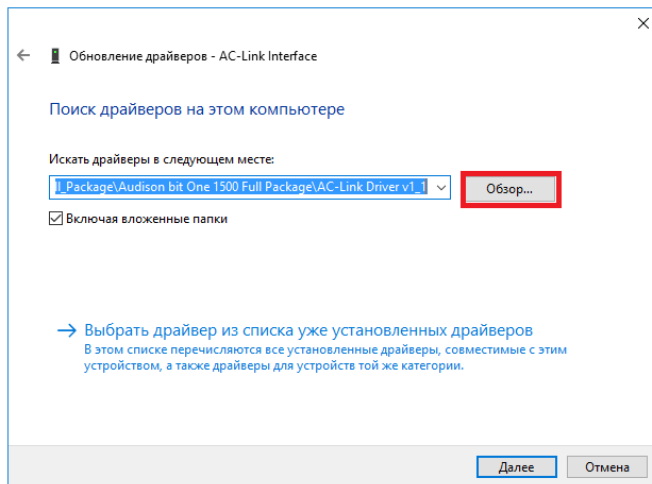 Обновление драйверов - AC-Link Interface
Поиск драйверов на этом компьютере
Искать драйверы в следующем месте:
ll_Package\Audison bit One 1500 Full Package\AC-Link Driver v1_1
Обзор...
Включая вложенные папки
Выбрать драйвер из списка уже установленных драйверов
В этом списке перечисляются все установленные драйверы, совместимые с этим
устройством, а также драйверы для устройств той же категории.
Далее
Отмена